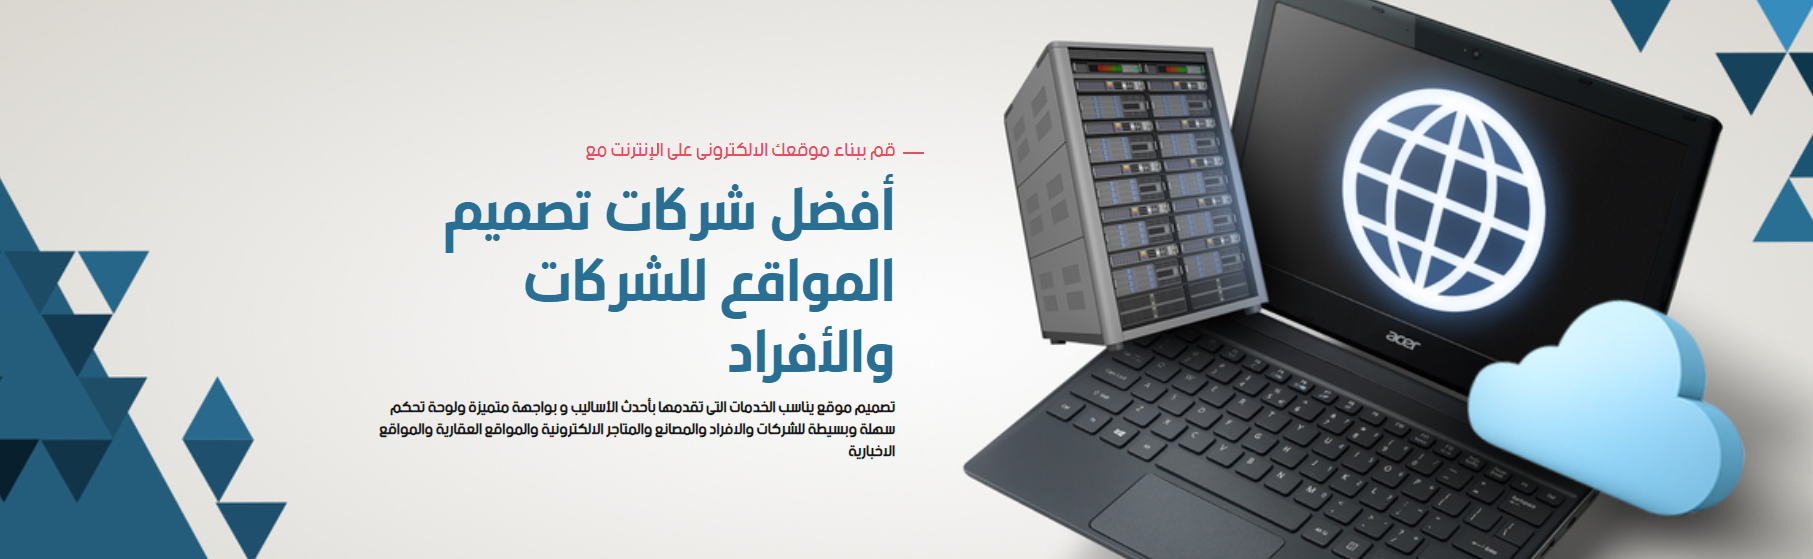 قم ببناء موقعك الالكترونى على الإنترنت مع
أفضل شركات تصميم
المواقع للشركات
والأفراد
تصميم موقع يناسب الخدمات التى تقدمها بأحدث الأساليب و بواجهة متميزة ولوحة تحكم
سهلة وبسيطة للشركات والافراد والمصانع والمتاجر الالكترونية والمواقع العقارية والمواقع
الاخبارية
acer